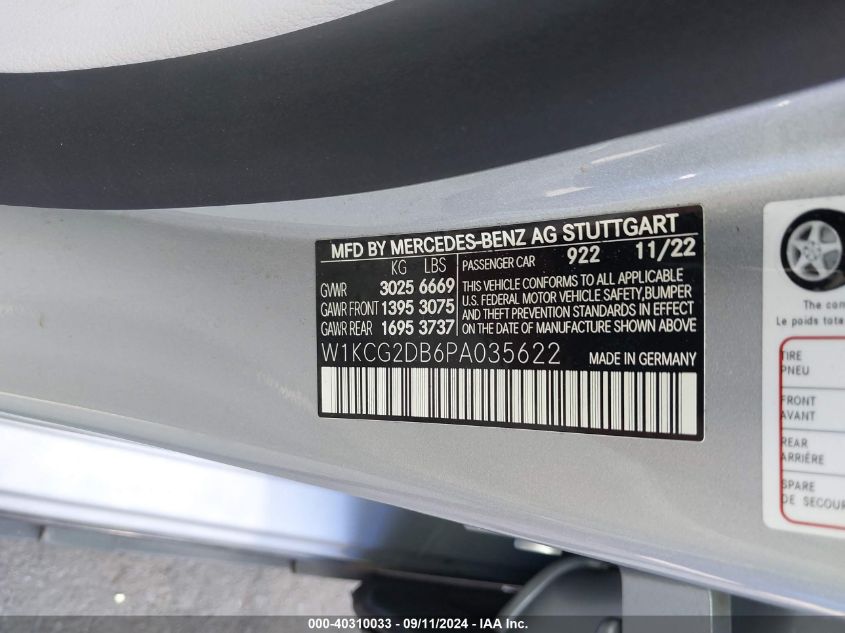 MFD BY MERCEDES-BENZ AG STUTTGART
KG LBS
GVWR 3025 6669
GAWR FRONT 1395 3075
GAWR REAR 1695 3737
PASSENGER CAR 922 11/22
THIS VEHICLE CONFORMS TO ALL APPLICABLE
U.S. FEDERAL MOTOR VEHICLE SAFETY,BUMPER
AND THEFT PREVENTION STANDARDS IN EFFECT
ON THE DATE OF MANUFACTURE SHOWN ABOVE
W1KCG2DB6PA035622
MADE IN GERMANY
The com
Le poids tota
TIRE
PNEU
FRONT
AVANT
REAR
ARRIÈRE
SPARE
DE SECOUR
000-40310033 - 09/11/2024 - IAA Inc.